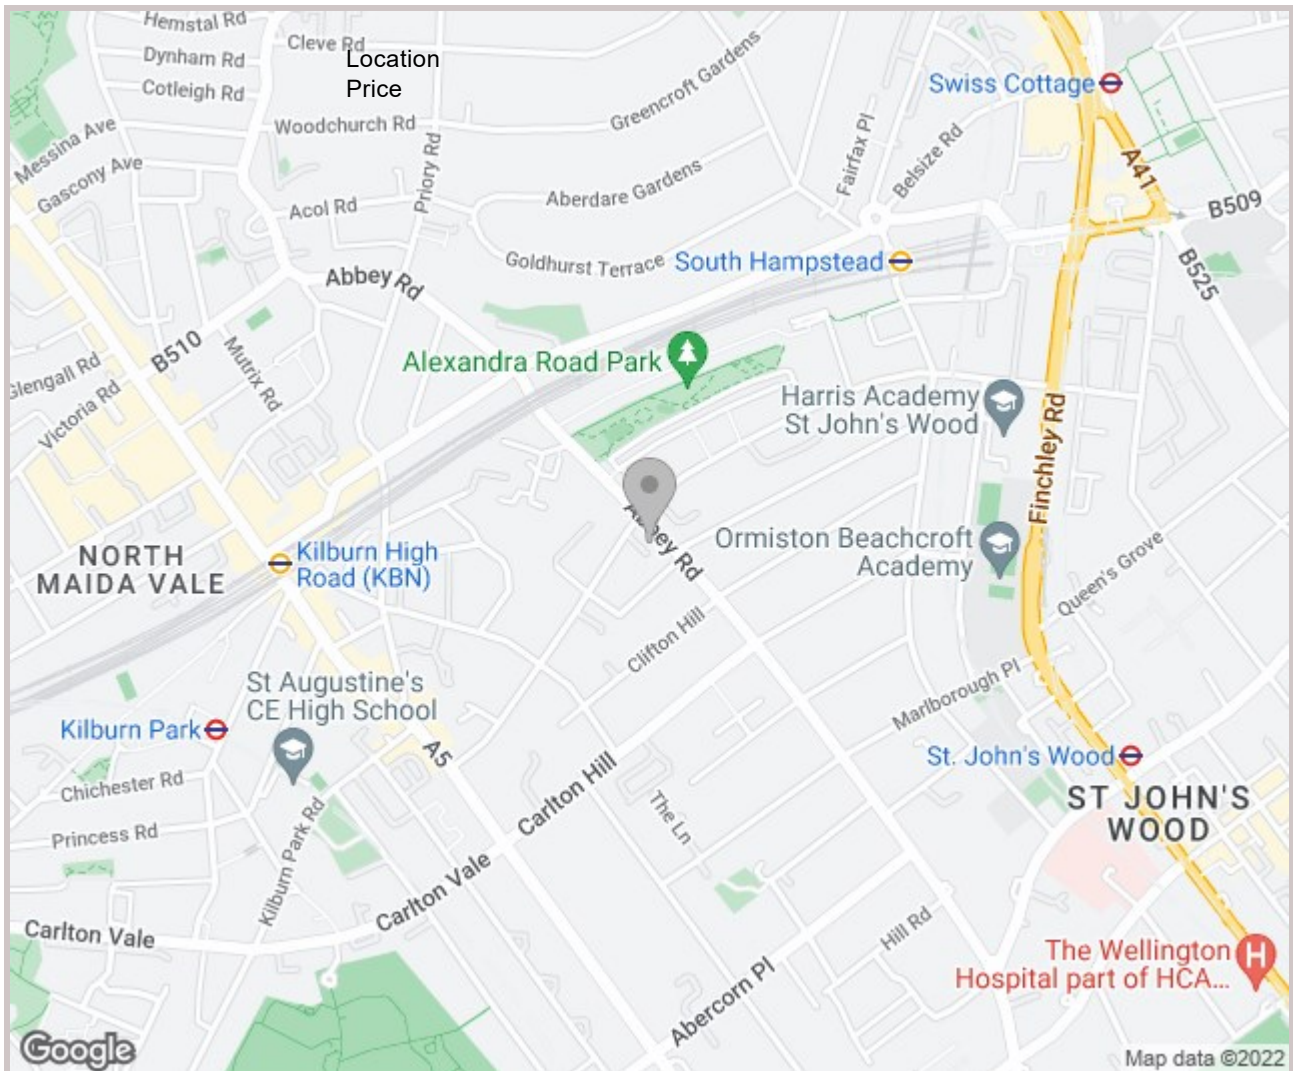 Hemstal Rd
Cleve Rd
Location
Price
Dynham Rd
Cotleigh Rd
Woodchurch Rd
Greencroft Gardens
Swiss Cottage
Messina Ave
Gascony Ave
Priory Rd
Fairfax Pl
Belsize Rd
A41
Acol Rd
Aberdare Gardens
B509
Abbey Rd
Goldhurst Terrace
South Hampstead
B525
B510
Mutrix Rd
Alexandra Road Park
Glengall Rd
Victoria Rd
Harris Academy
St John's Wood
Finchley Rd
Abbey Rd
NORTH
MAIDA VALE
Kilburn High
Road (KBN)
Ormiston Beachcroft
Academy
Queen's Grove
Clifton Hill
St Augustine's
CE High School
Marlborough Pl
Kilburn Park
A5
St. John's Wood
Chichester Rd
Carlton Hill
The Ln
ST JOHN'S
WOOD
Princess Rd
Kilburn Park Rd
Carlton Vale
Carlton Vale
Hill Rd
The Wellington
Hospital part of HCA...
Abercorn Pl
Google
Map data ©2022